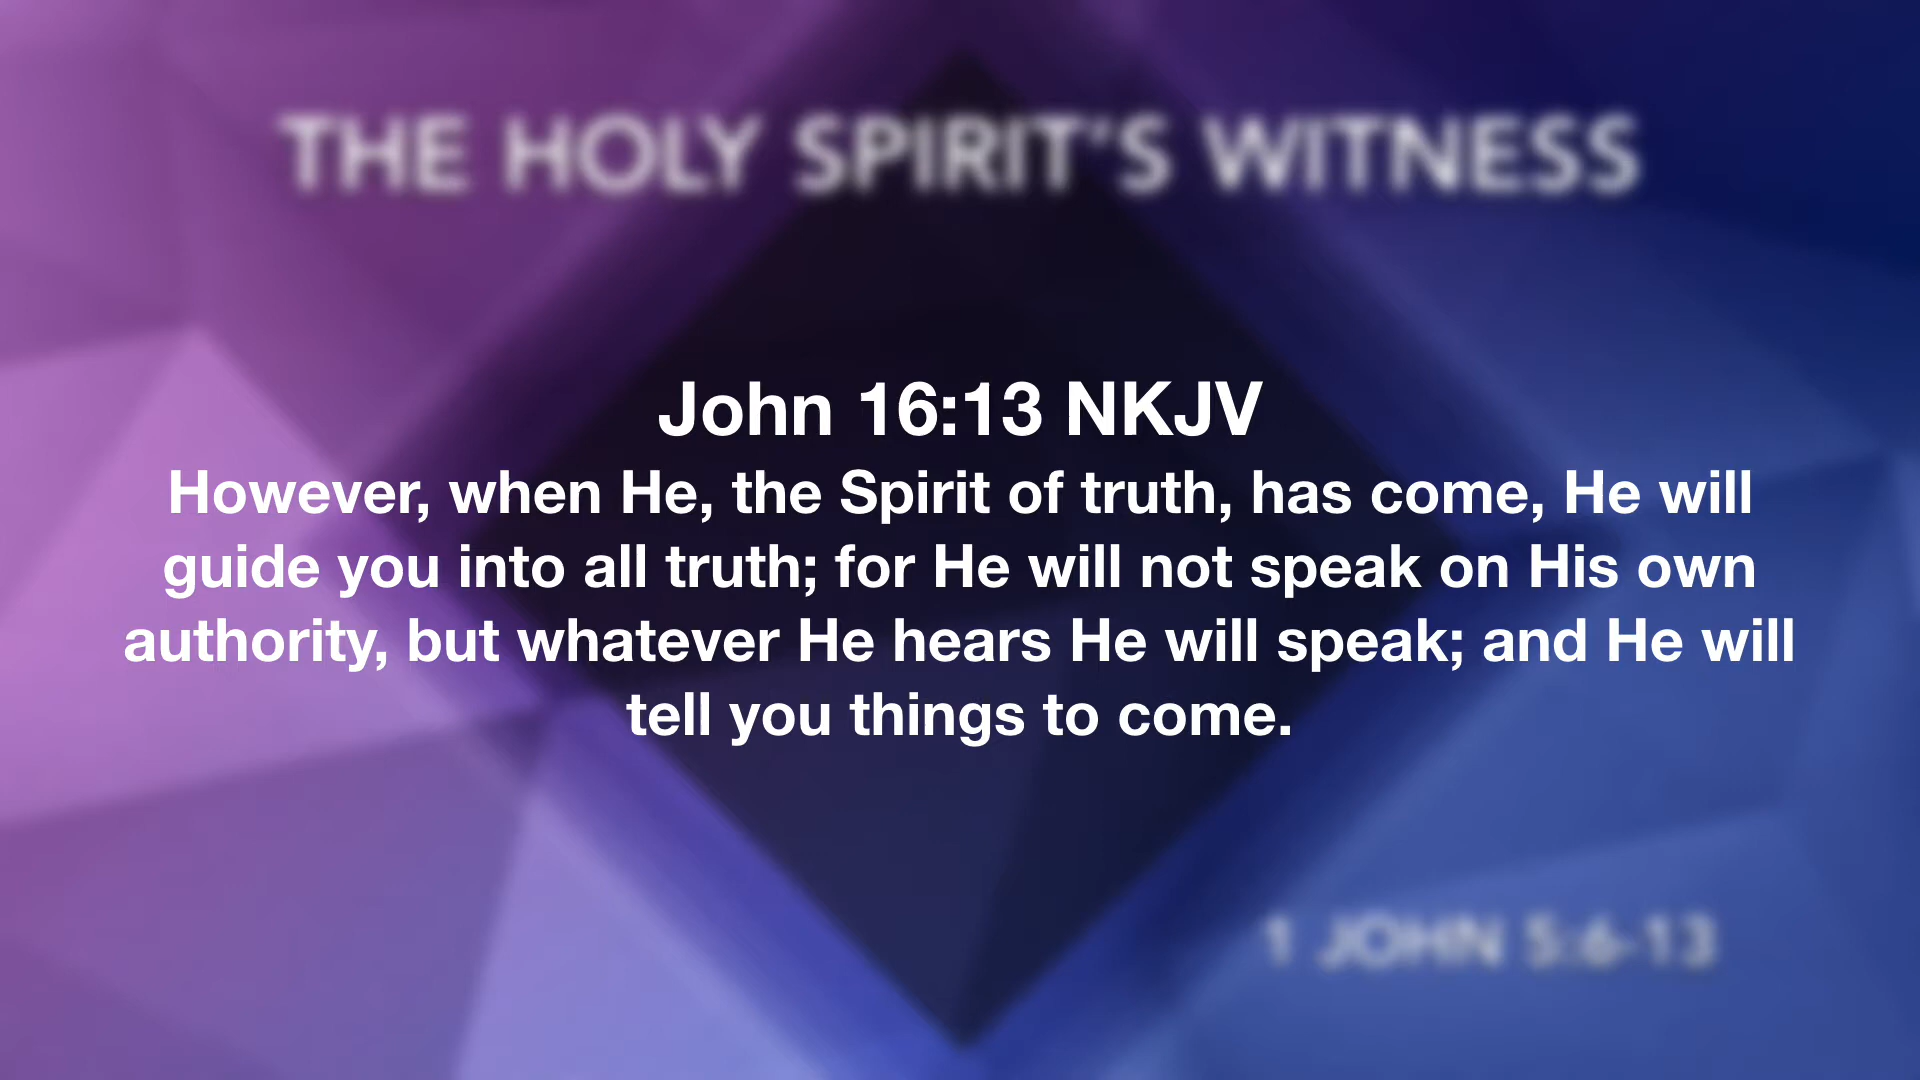 THE HOLY SPIRIT'S WITNESS
John 16:13 NKJV
However, when He, the Spirit of truth, has come, He will
guide you into all truth; for He will not speak on His own
authority, but whatever He hears He will speak; and He will
tell you things to come.
1 JOHN 5:6-13